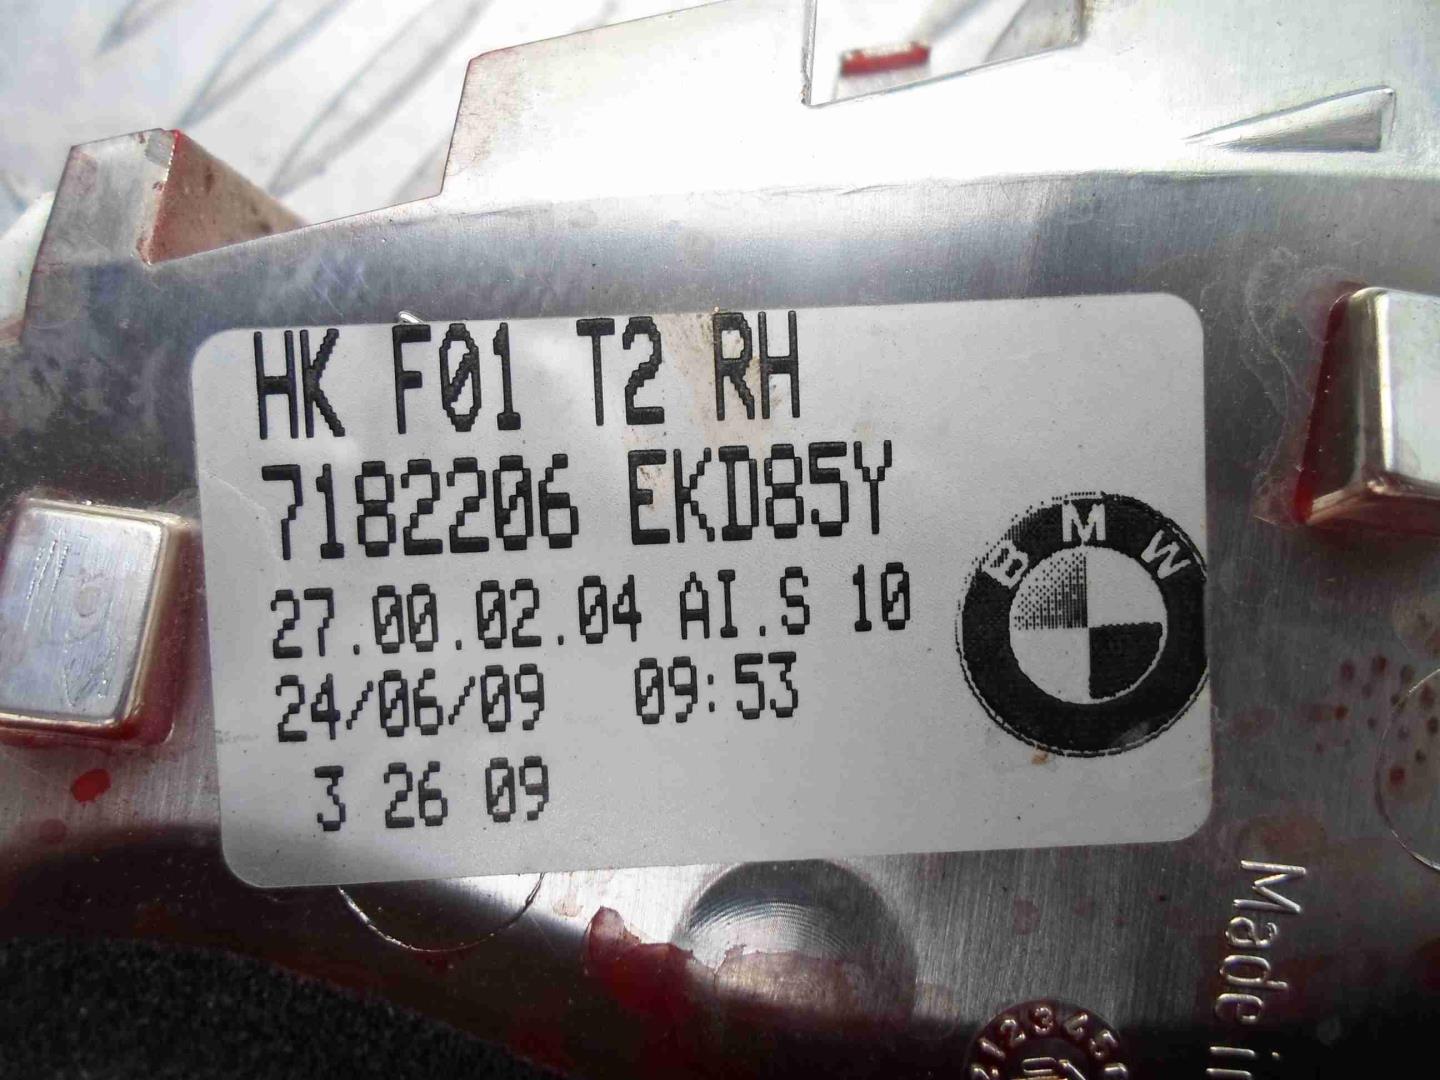 HK F01 T2 RH
7182206 EKD85Y
27.00.02.04 AI.S 10
24/06/09 09:53
3 26 09
BMW
Made in
12345